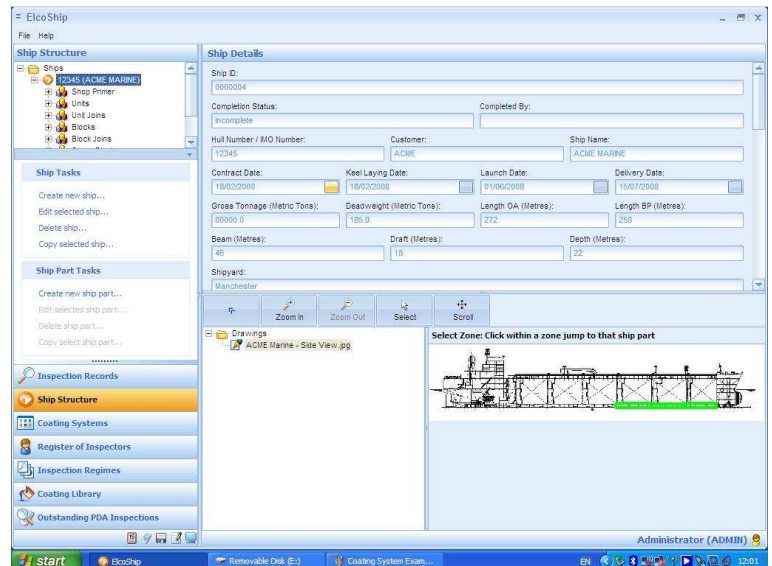 ElcoShip
File Help
Ship Structure
Ships
12345 (ACME MARINE)
Shop Primer
Units
Unit Joins
Blocks
Block Joins
Ship Tasks
Create new ship...
Edit selected ship...
Delete ship...
Copy selected ship...
Ship Part Tasks
Create new ship part...
Edit selected ship part...
Delete ship part...
Copy select ship part...
Inspection Records
Ship Structure
Coating Systems
Register of Inspectors
Inspection Regimes
Coating Library
Outstanding PDA Inspections
Ship Details
Ship ID:
0000004
Completion Status: Completed By:
Incomplete
Hull Number / IMO Number: Customer: Ship Name:
12345 ACME ACME MARINE
Contract Date: Keel Laying Date: Launch Date: Delivery Date:
18/02/2008 18/02/2008 01/06/2008 15/07/2008
Gross Tonnage (Metric Tons): Deadweight (Metric Tons): Length OA (Metres): Length BP (Metres):
80000.0 185.0 272 258
Beam (Metres): Draft (Metres): Depth (Metres):
46 18 22
Shipyard:
Manchester
Zoom In Zoom Out Select Scroll
Drawings
ACME Marine - Side View.jpg
Select Zone: Click within a zone jump to that ship part
Administrator (ADMIN)
start ElcoShip Removable Disk (E:) Coating System Exam... EN 12:01